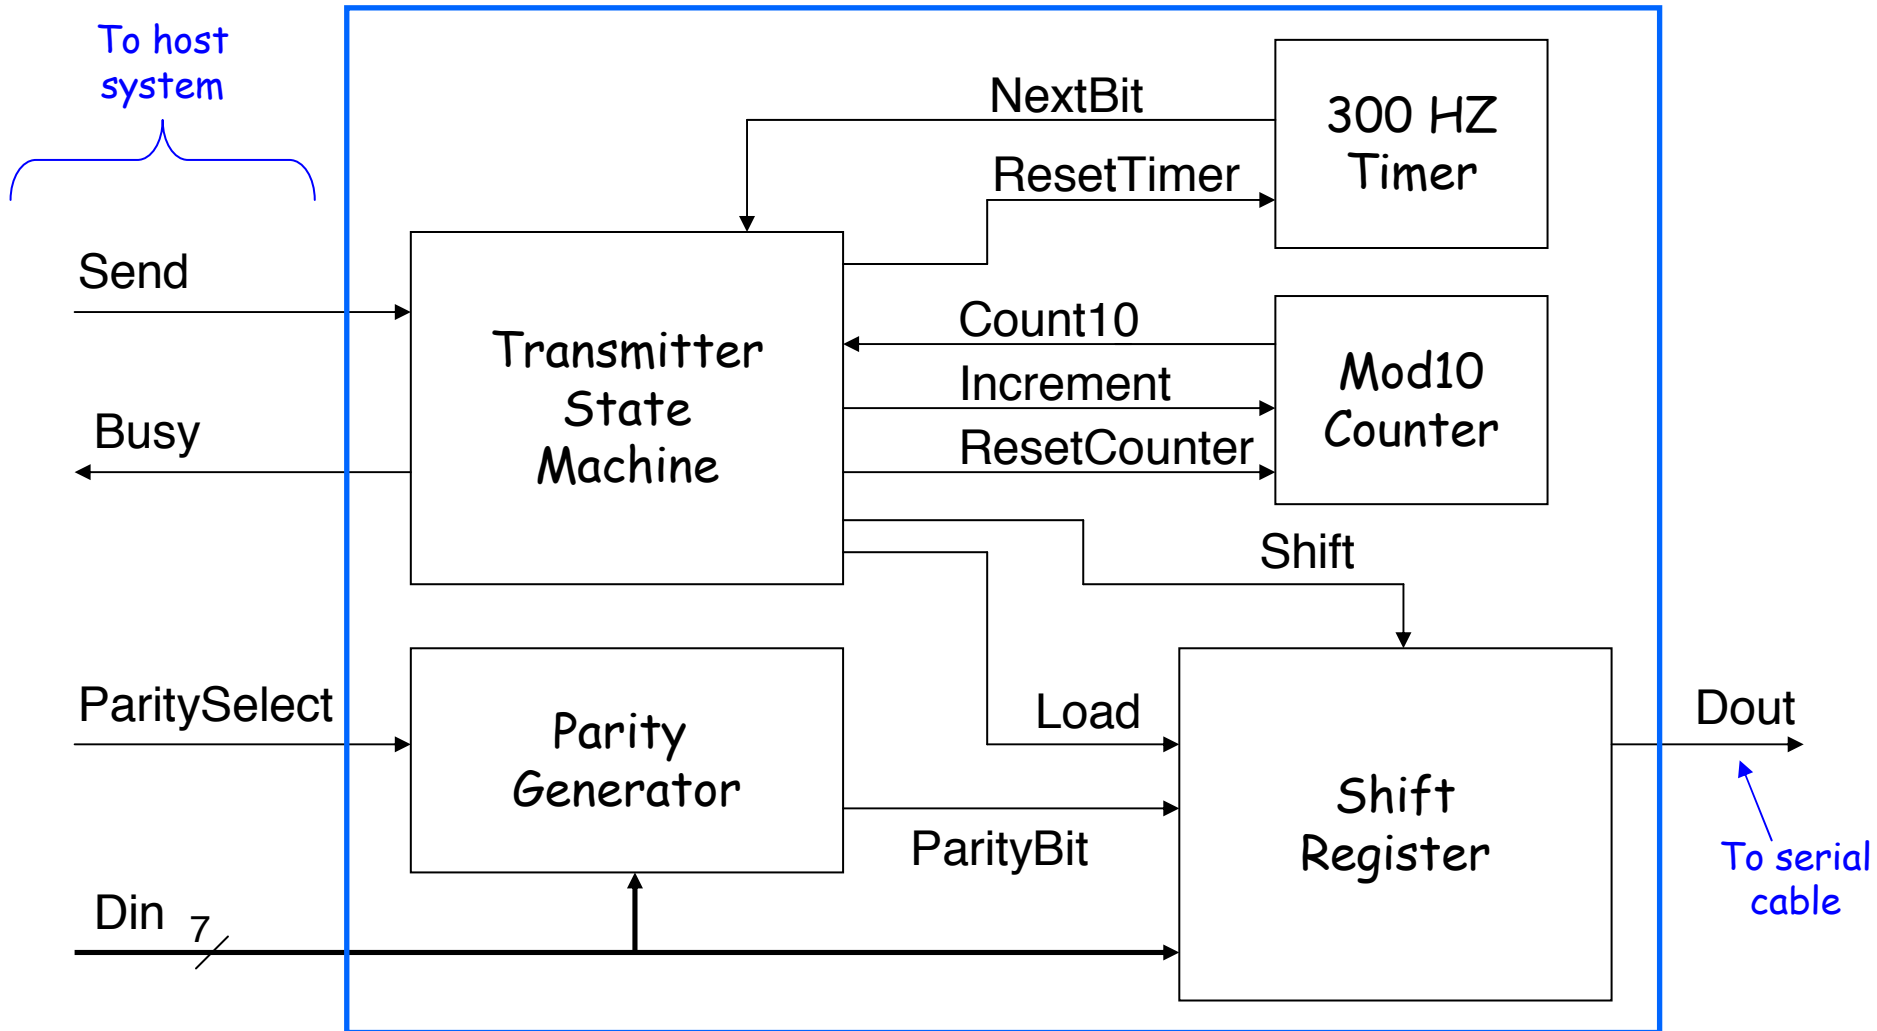 To host
system
NextBit
300 HZ
Timer
ResetTimer
Send
Transmitter
State
Machine
Count10
Increment
ResetCounter
Mod10
Counter
Busy
Shift
ParitySelect
Parity
Generator
Load
ParityBit
Shift
Register
Dout
To serial
cable
Din 7